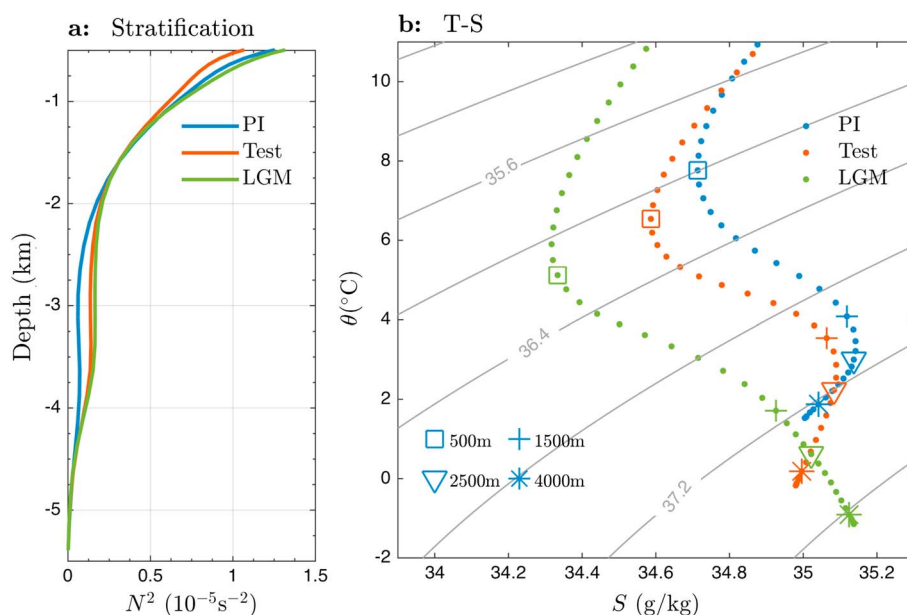 a: Stratification
-1
-2
-3
-4
-5
0 0.5 1 1.5
Depth (km)
N² (10⁻⁵s⁻²)
PI
Test
LGM
b: T-S
10
8
6
4
2
0
-2
34 34.2 34.4 34.6 34.8 35 35.2
θ(°C)
S (g/kg)
35.6
36.4
37.2
PI
Test
LGM
500m 1500m
2500m 4000m